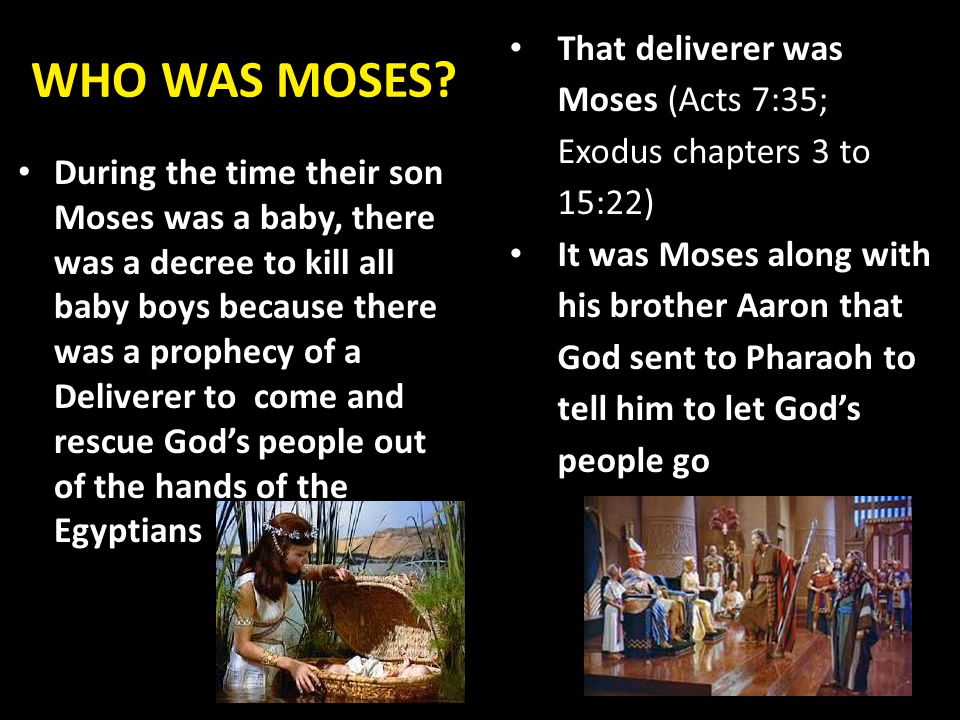 WHO WAS MOSES?
• During the time their son
Moses was a baby, there
was a decree to kill all
baby boys because there
was a prophecy of a
Deliverer to  come and
rescue God’s people out
of the hands of the
Egyptians
• That deliverer was
Moses (Acts 7:35;
Exodus chapters 3 to
15:22)
• It was Moses along with
his brother Aaron that
God sent to Pharaoh to
tell him to let God’s
people go